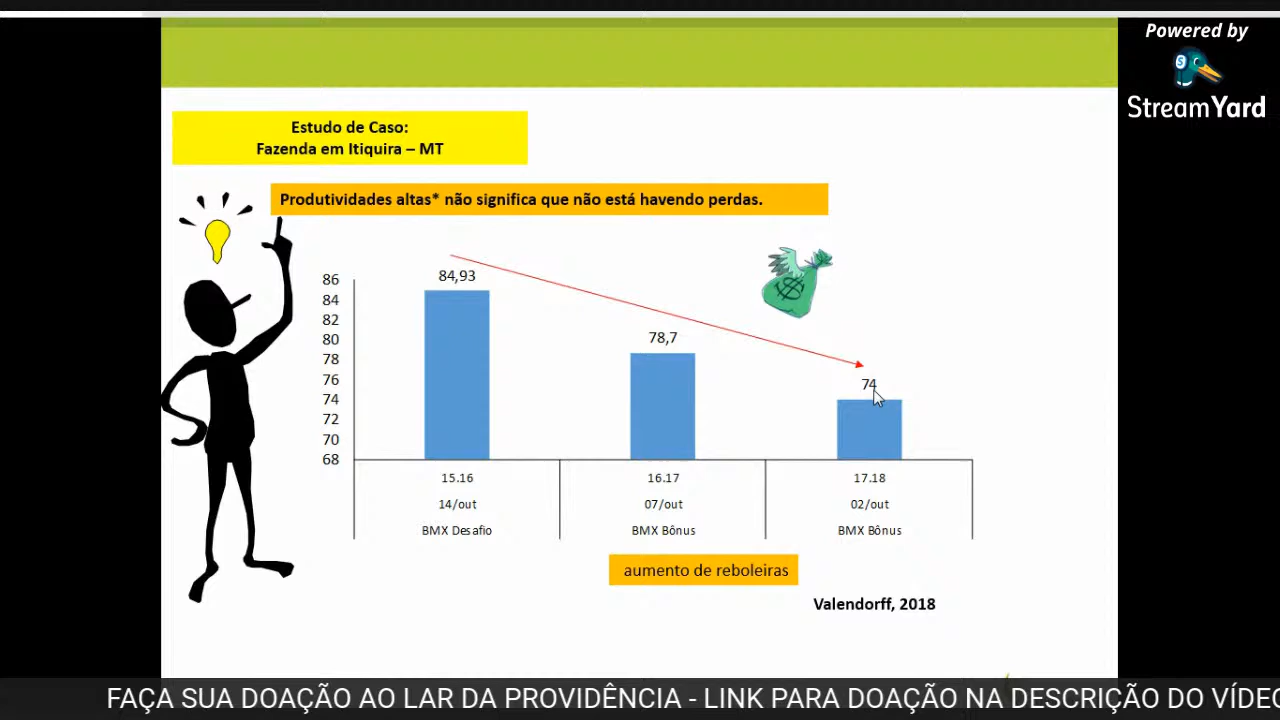 Powered by
StreamYard
Estudo de Caso:
Fazenda em Itiquira – MT
Produtividades altas* não significa que não está havendo perdas.
86
84
82
80
78
76
74
72
70
68
84,93
78,7
74
15.16
16.17
17.18
14/out
07/out
02/out
BMX Desafio
BMX Bônus
BMX Bônus
aumento de reboleiras
Valendorff, 2018
FAÇA SUA DOAÇÃO AO LAR DA PROVIDÊNCIA - LINK PARA DOAÇÃO NA DESCRIÇÃO DO VÍDEO